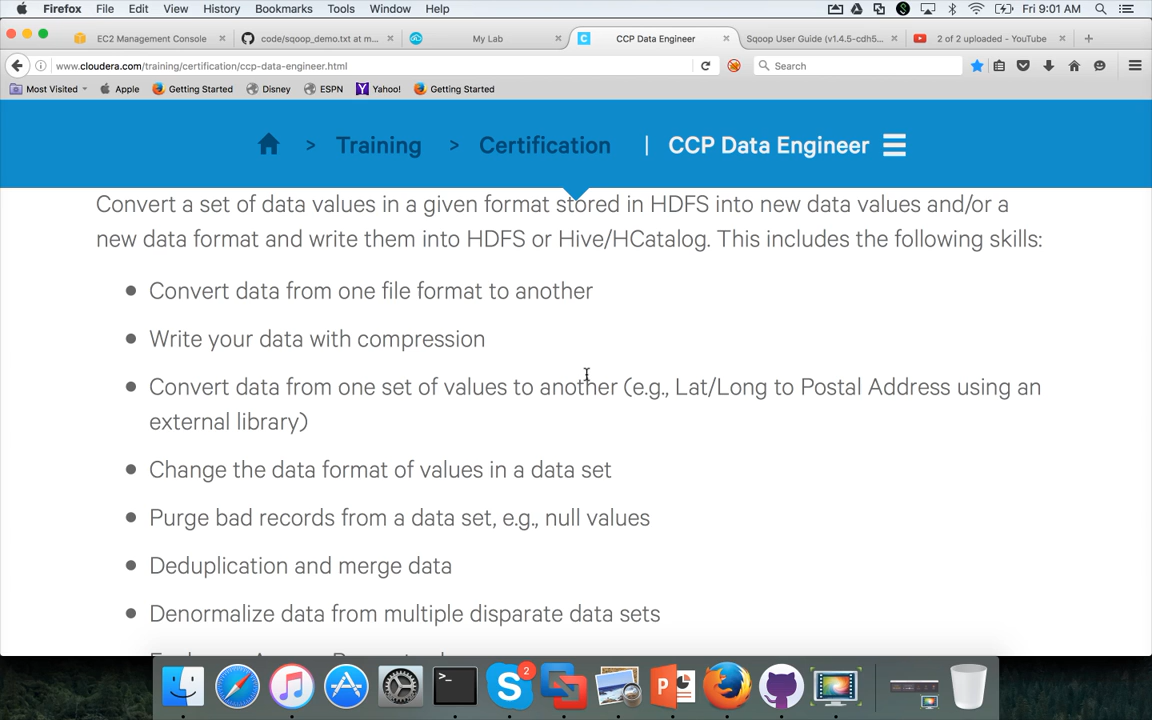 Firefox File Edit View History Bookmarks Tools Window Help Fri 9:01 AM
EC2 Management Console code/sqoop_demo.txt at m... My Lab CCP Data Engineer Sqoop User Guide (v1.4.5-cdh5... 2 of 2 uploaded - YouTube
www.cloudera.com/training/certification/ccp-data-engineer.html Search
Most Visited Apple Getting Started Disney ESPN Yahoo! Getting Started
> Training > Certification | CCP Data Engineer
Convert a set of data values in a given format stored in HDFS into new data values and/or a
new data format and write them into HDFS or Hive/HCatalog. This includes the following skills:
Convert data from one file format to another
Write your data with compression
Convert data from one set of values to another (e.g., Lat/Long to Postal Address using an
external library)
Change the data format of values in a data set
Purge bad records from a data set, e.g., null values
Deduplication and merge data
Denormalize data from multiple disparate data sets
2